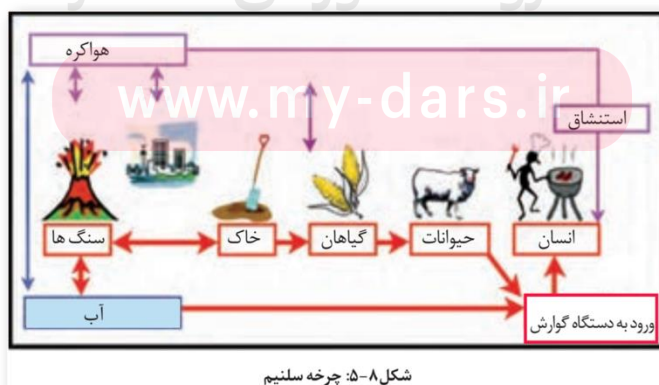 هواکره
www.my-dars.ir
استنشاق
انسان
حیوانات
گیاهان
خاک
سنگ ها
آب
ورود به دستگاه گوارش
شکل۸-۵: چرخه سلنیم